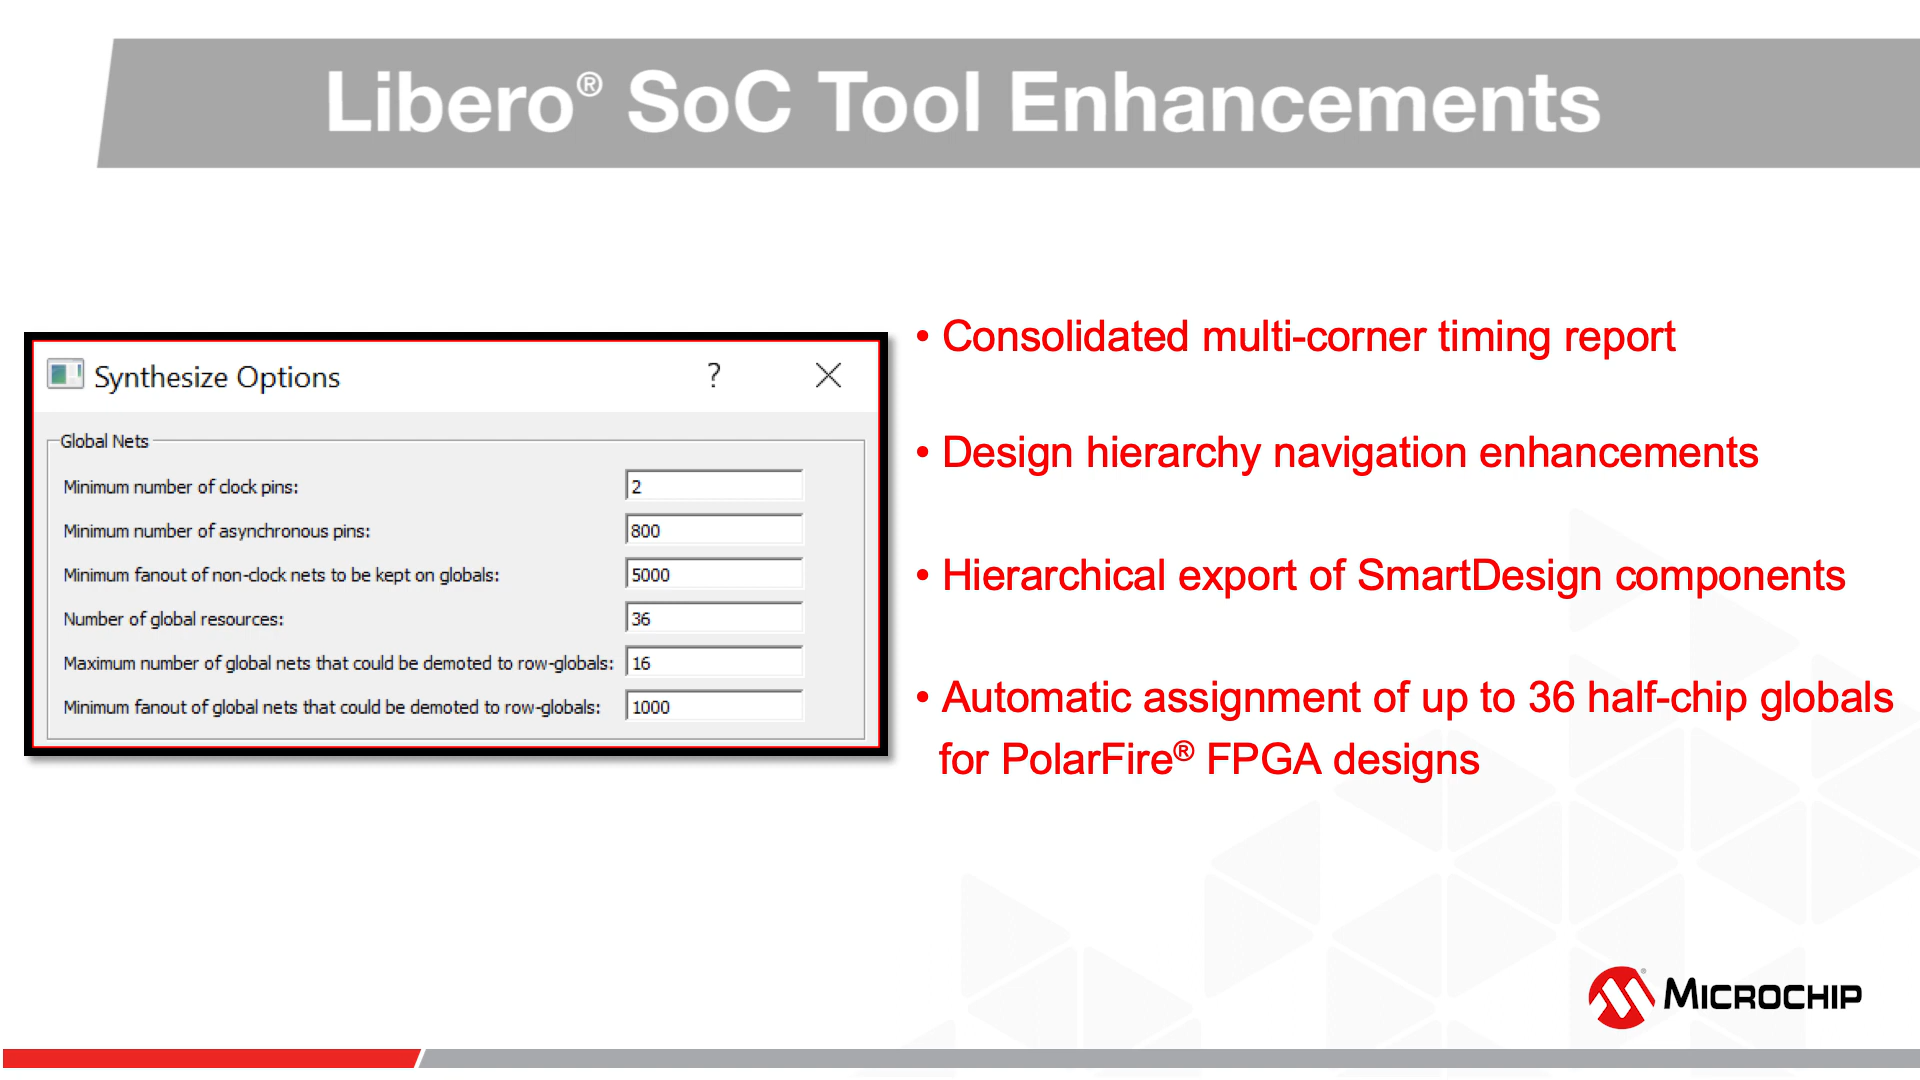 Libero® SoC Tool Enhancements
Synthesize Options ?
Global Nets
Minimum number of clock pins: 2
Minimum number of asynchronous pins: 800
Minimum fanout of non-clock nets to be kept on globals: 5000
Number of global resources: 36
Maximum number of global nets that could be demoted to row-globals: 16
Minimum fanout of global nets that could be demoted to row-globals: 1000
• Consolidated multi-corner timing report
• Design hierarchy navigation enhancements
• Hierarchical export of SmartDesign components
• Automatic assignment of up to 36 half-chip globals
for PolarFire® FPGA designs
MICROCHIP